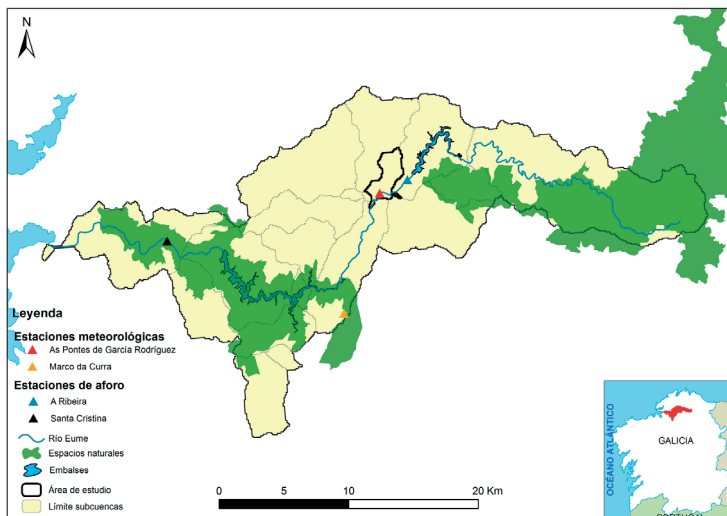 N
Leyenda
Estaciones meteorológicas
As Pontes de García Rodríguez
Marco da Curra
Estaciones de aforo
A Ribeira
Santa Cristina
Río Eume
Espacios naturales
Embalses
Área de estudio
Límite subcuencas
0 5 10 20 Km
OCÉANO ATLÁNTICO
GALICIA
PORTUGAL